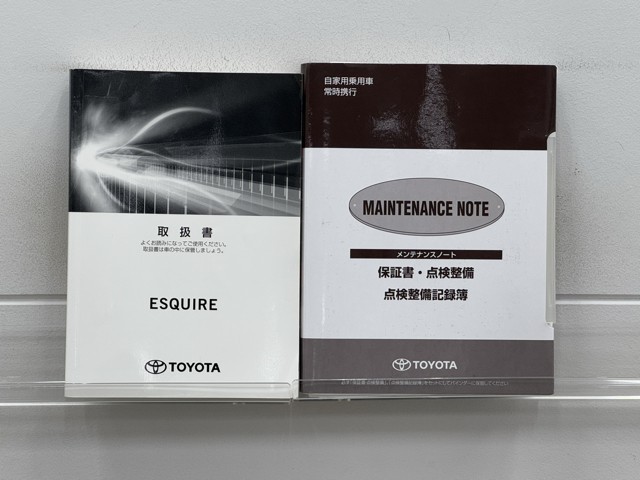 取扱書
よくお読みになってご使用ください。
取扱書は車の中に保管しましょう。
ESQUIRE
TOYOTA
自家用乗用車
常時携行
MAINTENANCE NOTE
メンテナンスノート
保証書・点検整備
点検整備記録簿
TOYOTA